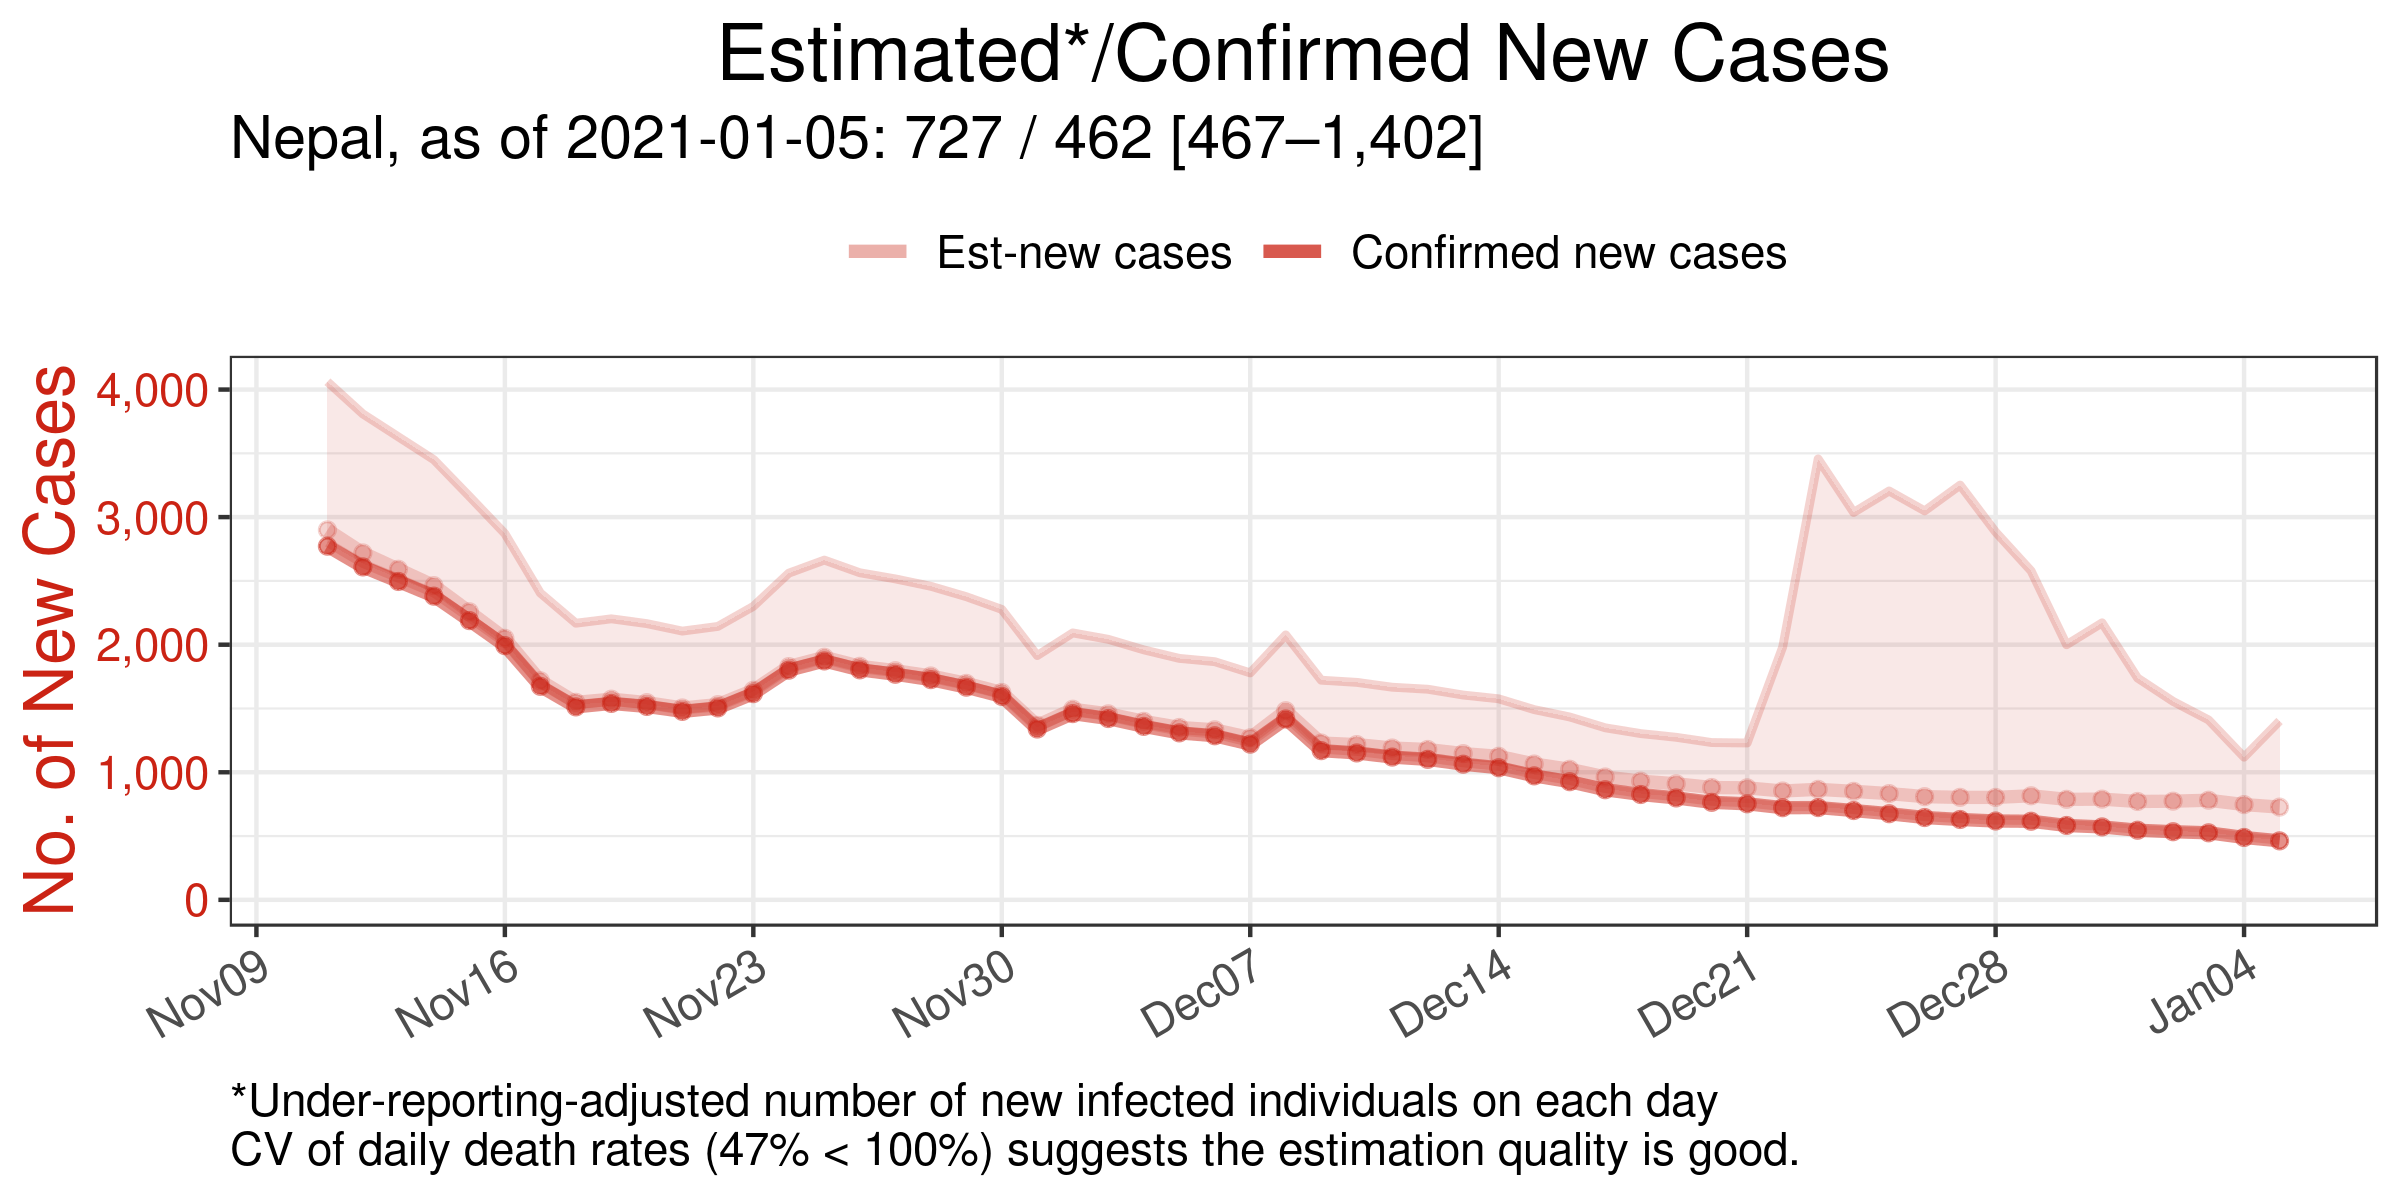 Estimated*/Confirmed New Cases
Nepal, as of 2021-01-05: 727 / 462 [467–1,402]
Est-new cases Confirmed new cases
No. of New Cases
4,000
3,000
2,000
1,000
0
Nov09 Nov16 Nov23 Nov30 Dec07 Dec14 Dec21 Dec28 Jan04
*Under-reporting-adjusted number of new infected individuals on each day
CV of daily death rates (47% < 100%) suggests the estimation quality is good.